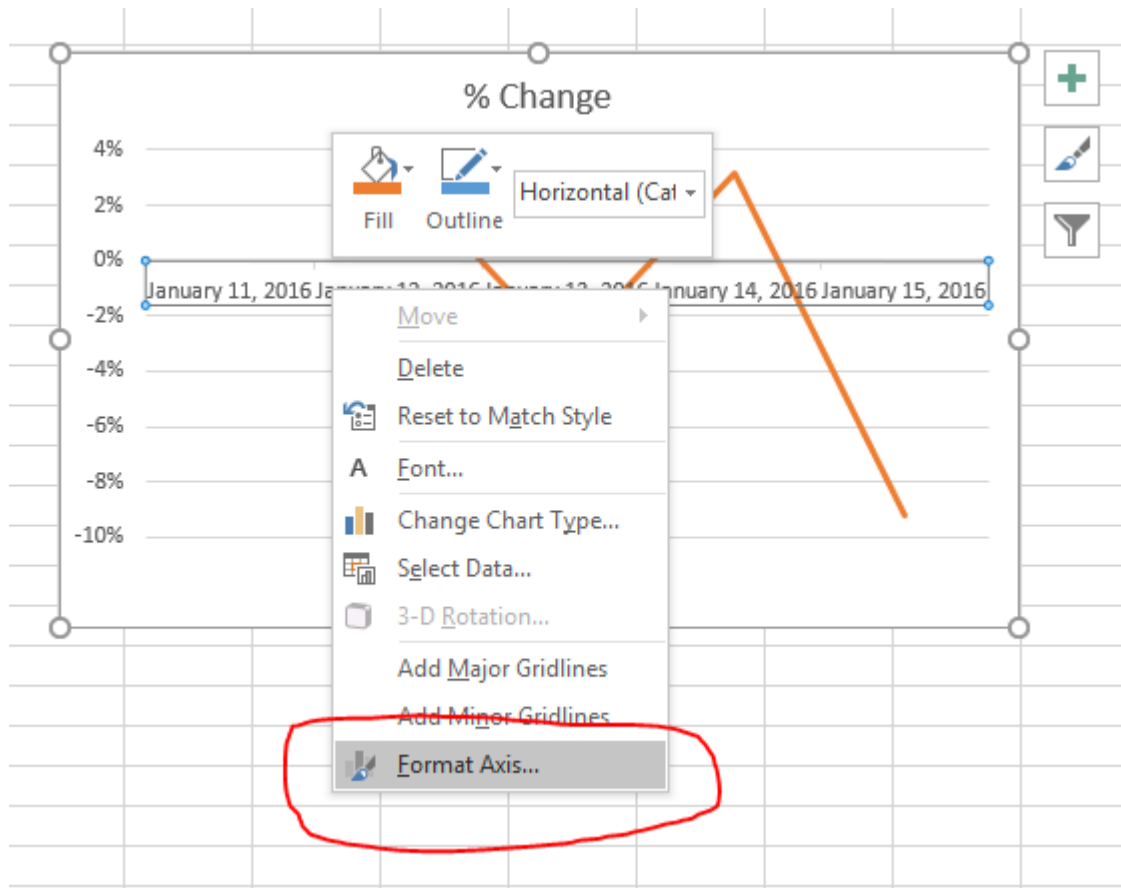 % Change
4%
2%
0%
-2%
-4%
-6%
-8%
-10%
Fill Outline Horizontal (Cat
January 11, 2016 2016 January 14, 2016 January 15, 2016
Move
Delete
Reset to Match Style
A Font...
Change Chart Type...
Select Data...
3-D Rotation...
Add Major Gridlines
Add Minor Gridlines
Format Axis...